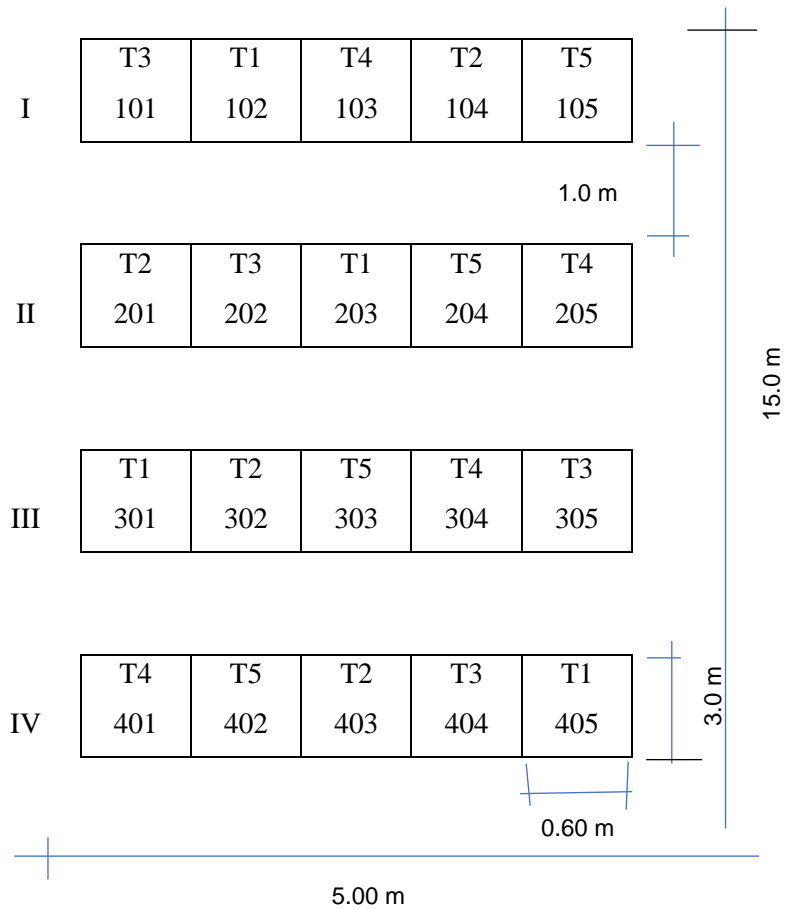 T3 T1 T4 T2 T5
I 101 102 103 104 105
1.0 m
T2 T3 T1 T5 T4
II 201 202 203 204 205
15.0 m
T1 T2 T5 T4 T3
III 301 302 303 304 305
T4 T5 T2 T3 T1
IV 401 402 403 404 405
3.0 m
0.60 m
5.00 m